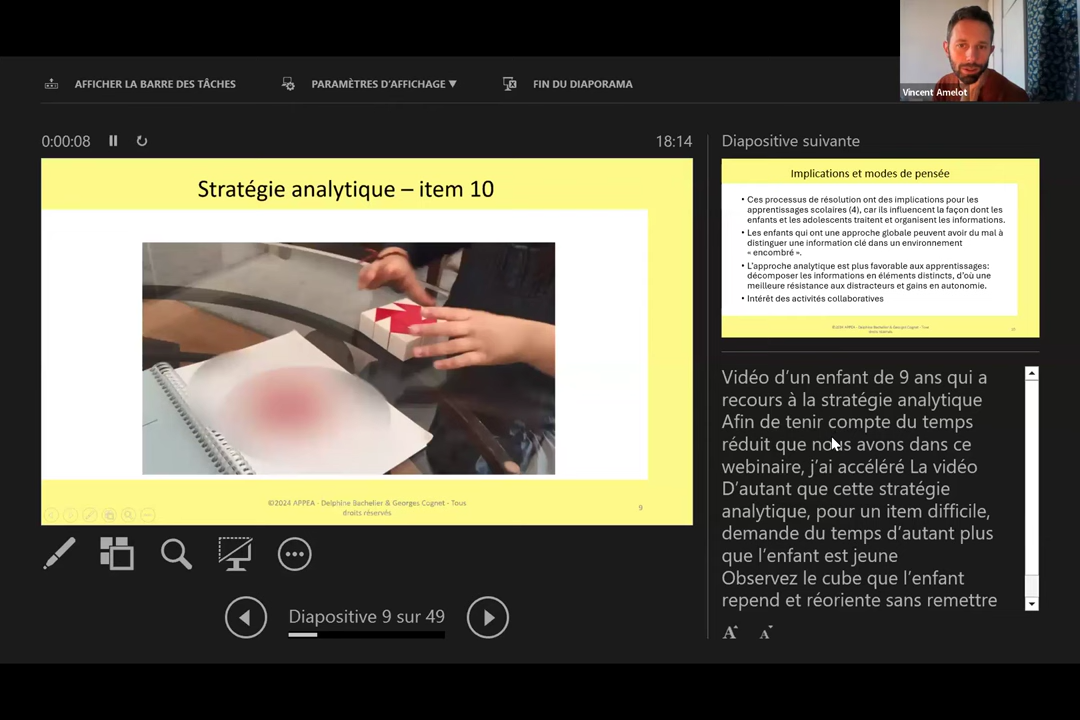 Vincent Amelot
AFFICHER LA BARRE DES TÂCHES
PARAMÈTRES D'AFFICHAGE ▼
FIN DU DIAPORAMA
0:00:08
18:14
Stratégie analytique – item 10
©2024 APPEA - Delphine Bachelier & Georges Cognet - Tous
droits réservés
9
Diapositive 9 sur 49
Diapositive suivante
Implications et modes de pensée
• Ces processus de résolution ont des implications pour les
apprentissages scolaires (4), car ils influencent la façon dont les
enfants et les adolescents traitent et organisent les informations.
• Les enfants qui ont une approche globale peuvent avoir du mal à
distinguer une information clé dans un environnement
« encombré ».
• L'approche analytique est plus favorable aux apprentissages:
décomposer les informations en éléments distincts, d'où une
meilleure résistance aux distracteurs et gains en autonomie.
• Intérêt des activités collaboratives
©2024 APPEA - Delphine Bachelier & Georges Cognet - Tous
droits réservés
Vidéo d'un enfant de 9 ans qui a
recours à la stratégie analytique
Afin de tenir compte du temps
réduit que nous avons dans ce
webinaire, j'ai accéléré La vidéo
D'autant que cette stratégie
analytique, pour un item difficile,
demande du temps d'autant plus
que l'enfant est jeune
Observez le cube que l'enfant
repend et réoriente sans remettre
A A